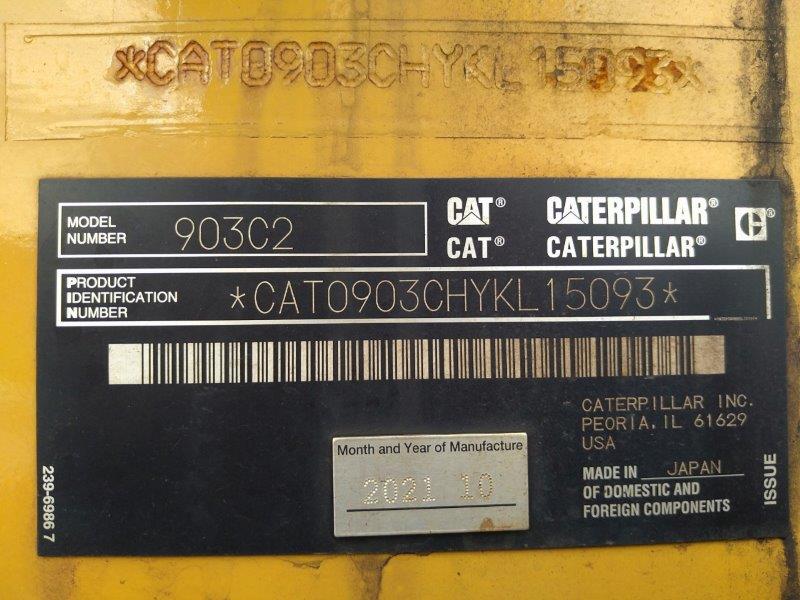 *CAT0903CHYKL15093*
MODEL NUMBER 903C2
CAT® CATERPILLAR®
CAT® CATERPILLAR®
PRODUCT IDENTIFICATION NUMBER *CAT0903CHYKL15093*
CATERPILLAR INC.
PEORIA, IL 61629
USA
Month and Year of Manufacture
2021 10
MADE IN JAPAN
OF DOMESTIC AND
FOREIGN COMPONENTS
ISSUE
239-6986 7